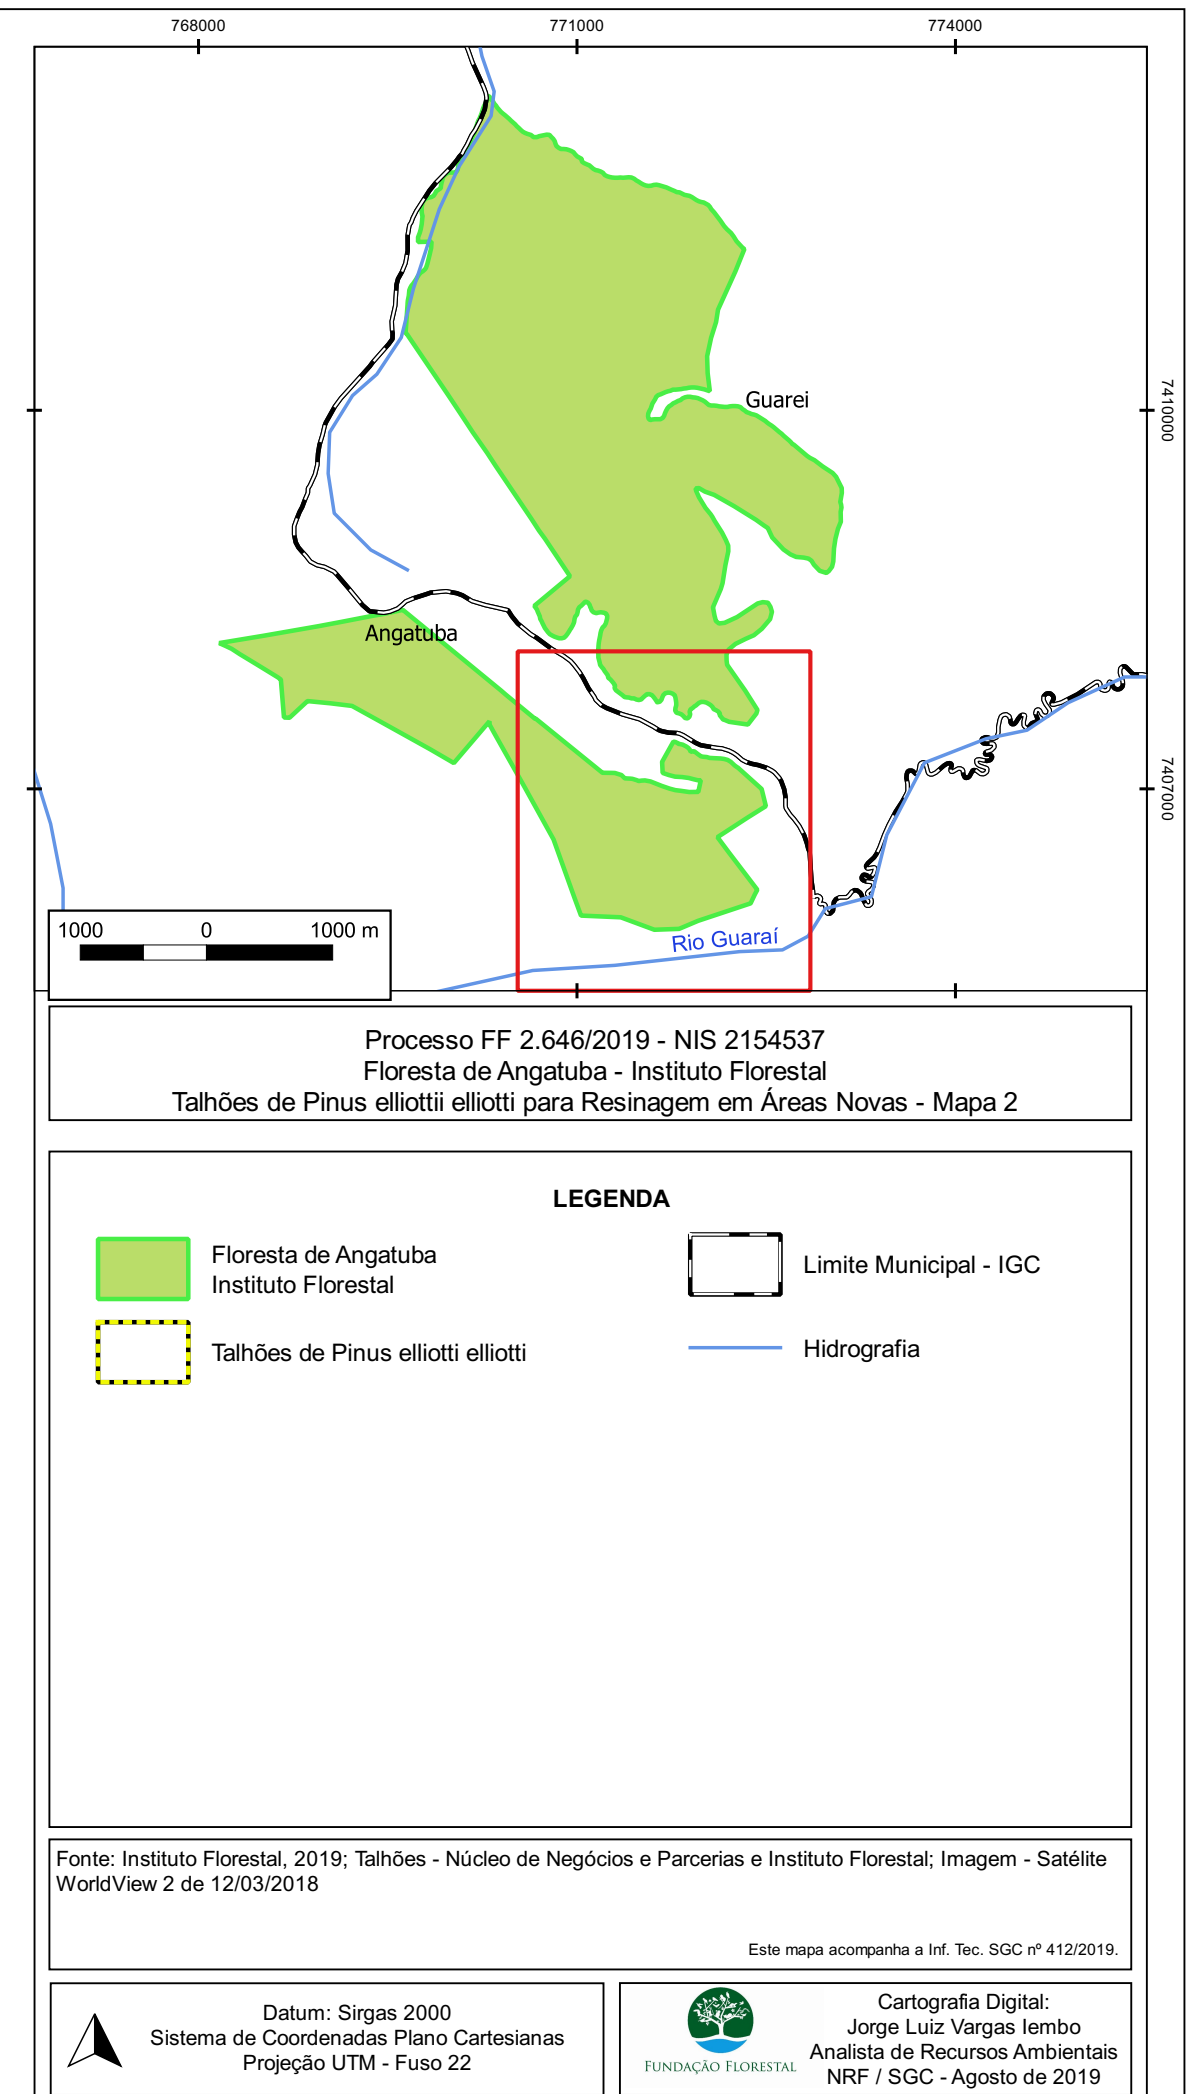 768000
771000
774000
7410000
Guarei
Angatuba
7407000
1000 0 1000 m
Rio Guaraí
Processo FF 2.646/2019 - NIS 2154537
Floresta de Angatuba - Instituto Florestal
Talhões de Pinus elliottii elliotti para Resinagem em Áreas Novas - Mapa 2
LEGENDA
Floresta de Angatuba
Instituto Florestal
Limite Municipal - IGC
Talhões de Pinus elliotti elliotti
Hidrografia
Fonte: Instituto Florestal, 2019; Talhões - Núcleo de Negócios e Parcerias e Instituto Florestal; Imagem - Satélite
WorldView 2 de 12/03/2018
Este mapa acompanha a Inf. Tec. SGC nº 412/2019.
Datum: Sirgas 2000
Sistema de Coordenadas Plano Cartesianas
Projeção UTM - Fuso 22
FUNDAÇÃO FLORESTAL
Cartografia Digital:
Jorge Luiz Vargas Iembo
Analista de Recursos Ambientais
NRF / SGC - Agosto de 2019